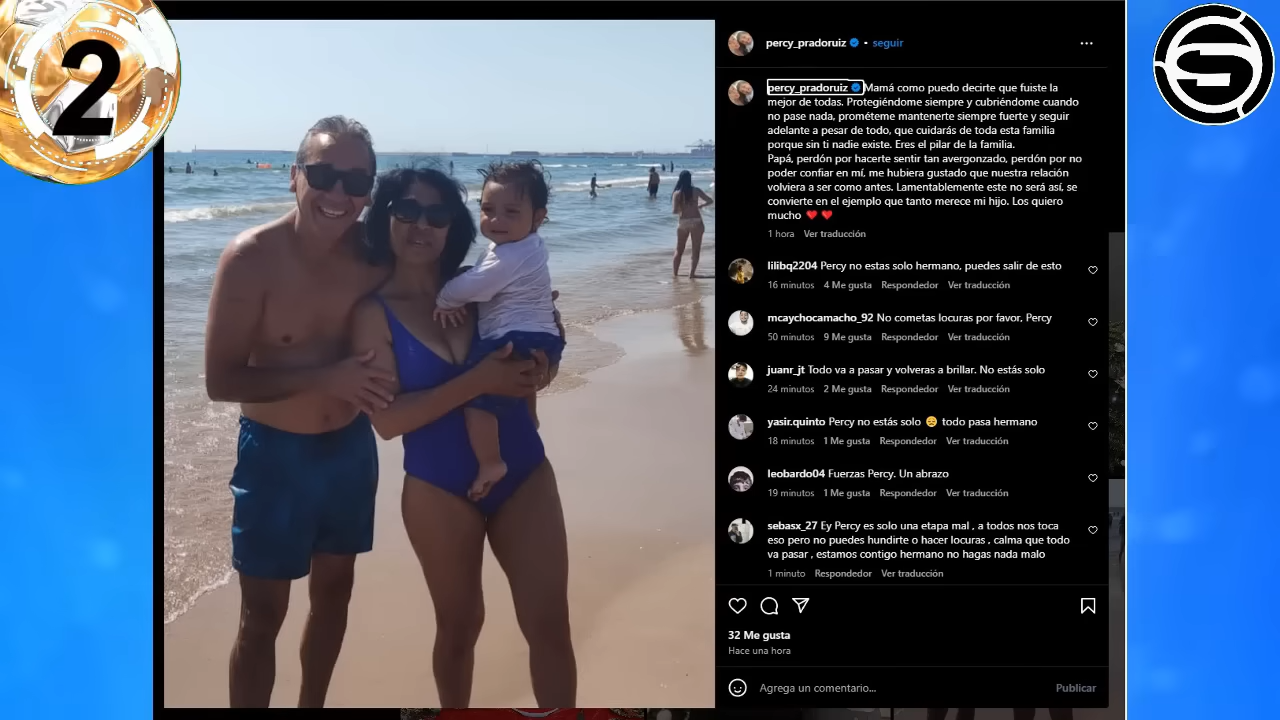 2
percy_pradoruiz • seguir
percy_pradoruiz Mamá como puedo decirte que fuiste la
mejor de todas. Protegiéndome siempre y cubriéndome cuando
no pase nada, prométeme mantenerte siempre fuerte y seguir
adelante a pesar de todo, que cuidarás de toda esta familia
porque sin ti nadie existe. Eres el pilar de la familia.
Papá, perdón por hacerte sentir tan avergonzado, perdón por no
poder confiar en mí, me hubiera gustado que nuestra relación
volviera a ser como antes. Lamentablemente este no será así, se
convierte en el ejemplo que tanto merece mi hijo. Los quiero
mucho ❤️ ❤️
1 hora Ver traducción
lilibq2204 Percy no estas solo hermano, puedes salir de esto
16 minutos 4 Me gusta Respondedor Ver traducción
mcaychocamacho_92 No cometas locuras por favor, Percy
50 minutos 9 Me gusta Respondedor Ver traducción
juanr_jt Todo va a pasar y volveras a brillar. No estás solo
24 minutos 2 Me gusta Respondedor Ver traducción
yasir.quinto Percy no estás solo 😔 todo pasa hermano
18 minutos 1 Me gusta Respondedor Ver traducción
leobardo04 Fuerzas Percy. Un abrazo
19 minutos 1 Me gusta Respondedor Ver traducción
sebasx_27 Ey Percy es solo una etapa mal , a todos nos toca
eso pero no puedes hundirte o hacer locuras , calma que todo
va pasar , estamos contigo hermano no hagas nada malo
1 minuto Respondedor Ver traducción
32 Me gusta
Hace una hora
Agrega un comentario... Publicar